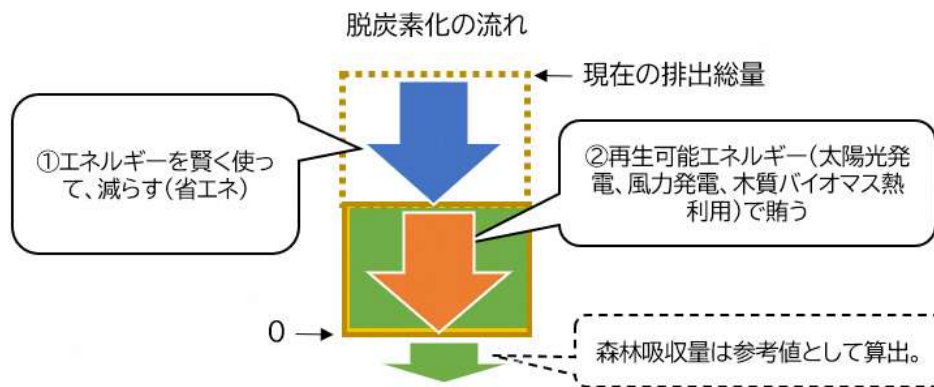 脱炭素化の流れ
現在の排出総量
①エネルギーを賢く使っ
て、減らす(省エネ)
②再生可能エネルギー(太陽光発
電、風力発電、木質バイオマス熱
利用)で賄う
0
森林吸収量は参考値として算出。